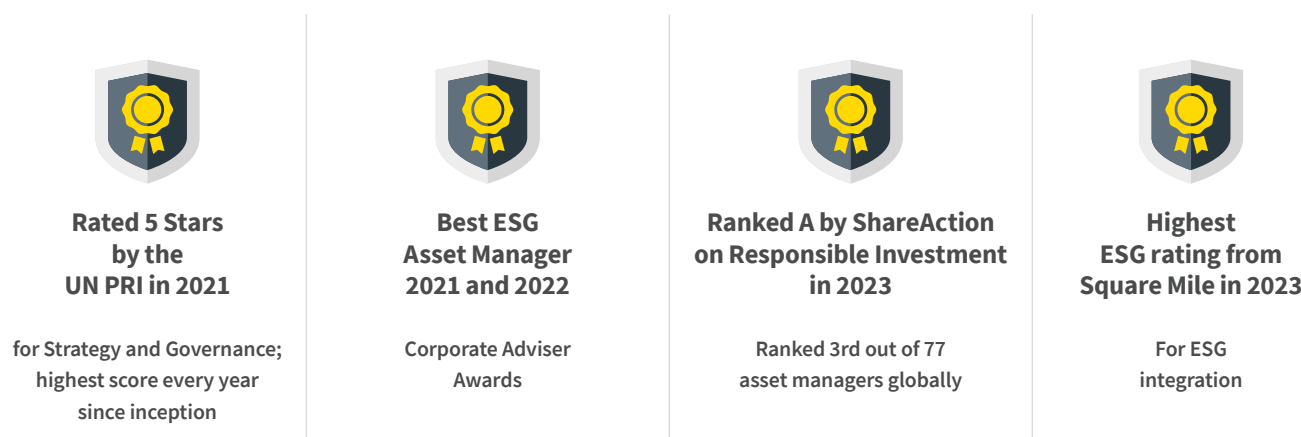 Rated 5 Stars
by the
UN PRI in 2021
for Strategy and Governance;
highest score every year
since inception
Best ESG
Asset Manager
2021 and 2022
Corporate Adviser
Awards
Ranked A by ShareAction
on Responsible Investment
in 2023
Ranked 3rd out of 77
asset managers globally
Highest
ESG rating from
Square Mile in 2023
For ESG
integration